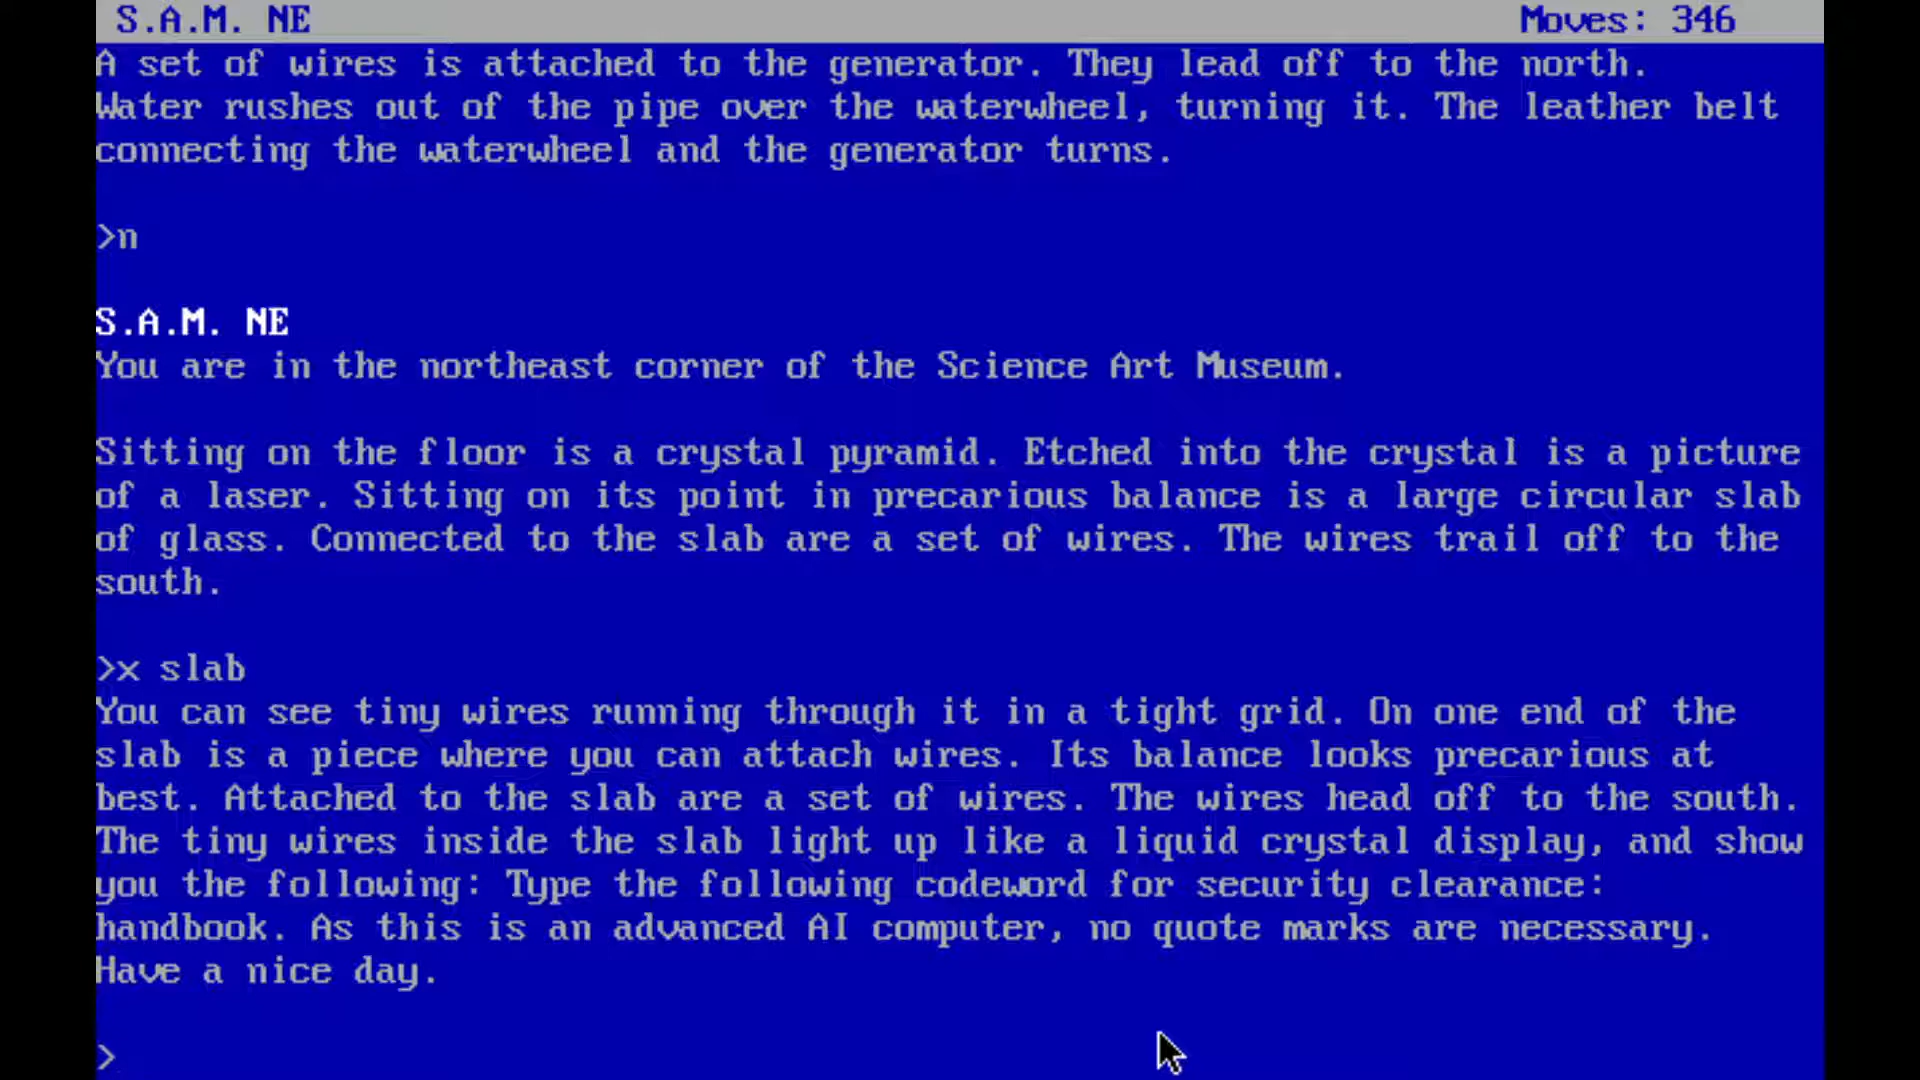 S.A.M. NE Moves: 346
A set of wires is attached to the generator. They lead off to the north.
Water rushes out of the pipe over the waterwheel, turning it. The leather belt
connecting the waterwheel and the generator turns.
>n
S.A.M. NE
You are in the northeast corner of the Science Art Museum.
Sitting on the floor is a crystal pyramid. Etched into the crystal is a picture
of a laser. Sitting on its point in precarious balance is a large circular slab
of glass. Connected to the slab are a set of wires. The wires trail off to the
south.
>x slab
You can see tiny wires running through it in a tight grid. On one end of the
slab is a piece where you can attach wires. Its balance looks precarious at
best. Attached to the slab are a set of wires. The wires head off to the south.
The tiny wires inside the slab light up like a liquid crystal display, and show
you the following: Type the following codeword for security clearance:
handbook. As this is an advanced AI computer, no quote marks are necessary.
Have a nice day.
>